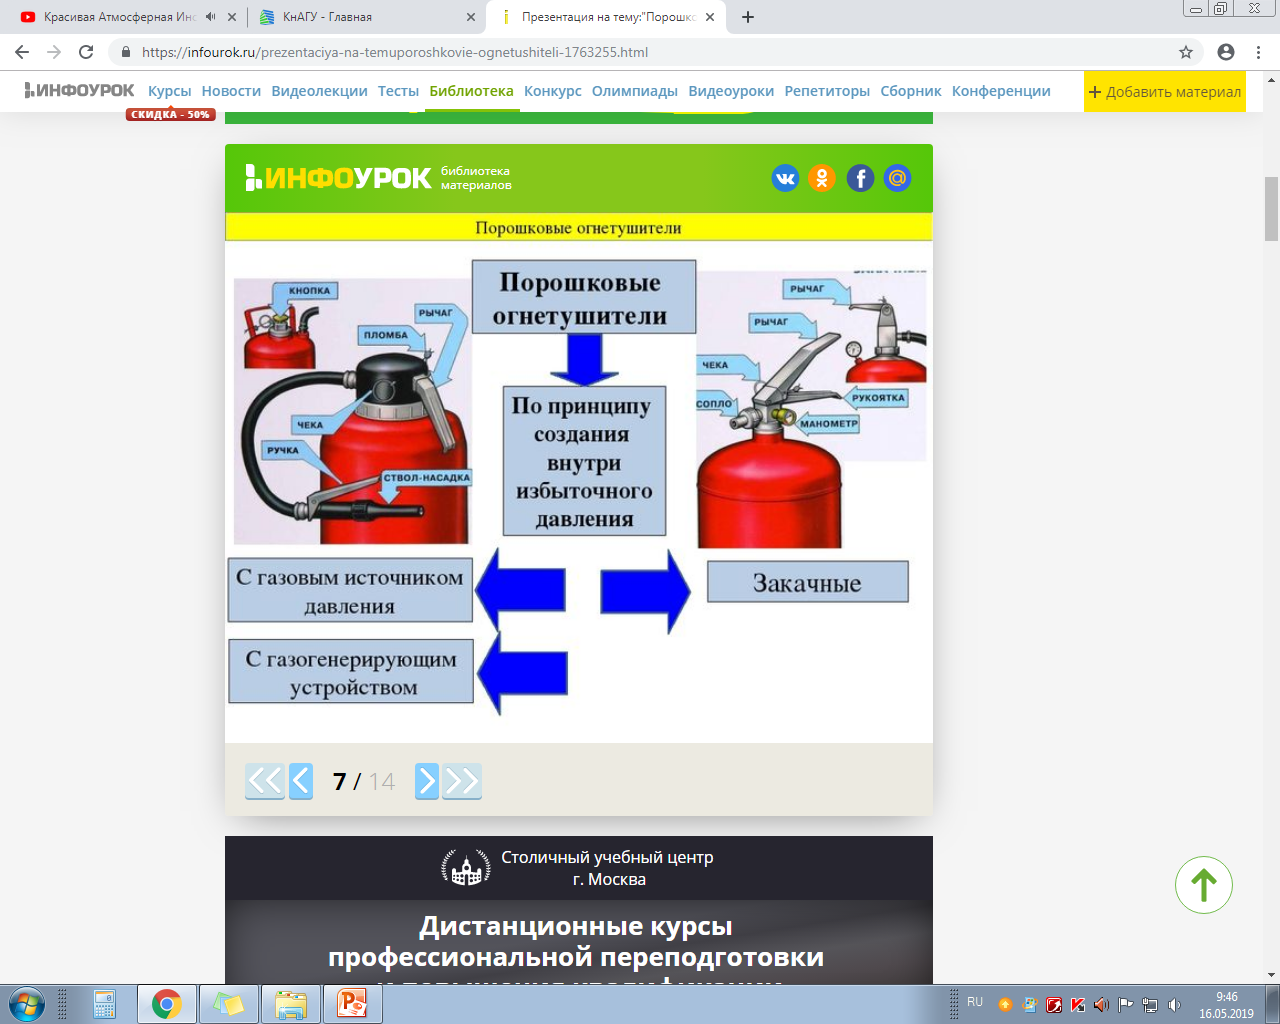 Красивая Атмосферная Инс
КнАГУ - Главная
Презентация на тему:"Порошко
https://infourok.ru/prezentaciya-na-temuporoshkovie-ognetushiteli-1763255.html
ИНФОУРОК
Курсы
Новости
Видеолекции
Тесты
Библиотека
Конкурс
Олимпиады
Видеоуроки
Репетиторы
Сборник
Конференции
+ Добавить материал
СКИДКА - 50%
ИНФОУРОК
библиотека
материалов
Порошковые огнетушители
Порошковые
огнетушители
КНОПКА
РЫЧАГ
ПЛОМБА
ЧЕКА
РУЧКА
СТВОЛ-НАСАДКА
По принципу
создания
внутри
избыточного
давления
РЫЧАГ
РЫЧАГ
ЧЕКА
СОПЛО
РУКОЯТКА
МАНОМЕТР
С газовым источником
давления
Закачные
С газогенерирующим
устройством
7 / 14
Столичный учебный центр
г. Москва
Дистанционные курсы
профессиональной переподготовки
RU
9:46
16.05.2019